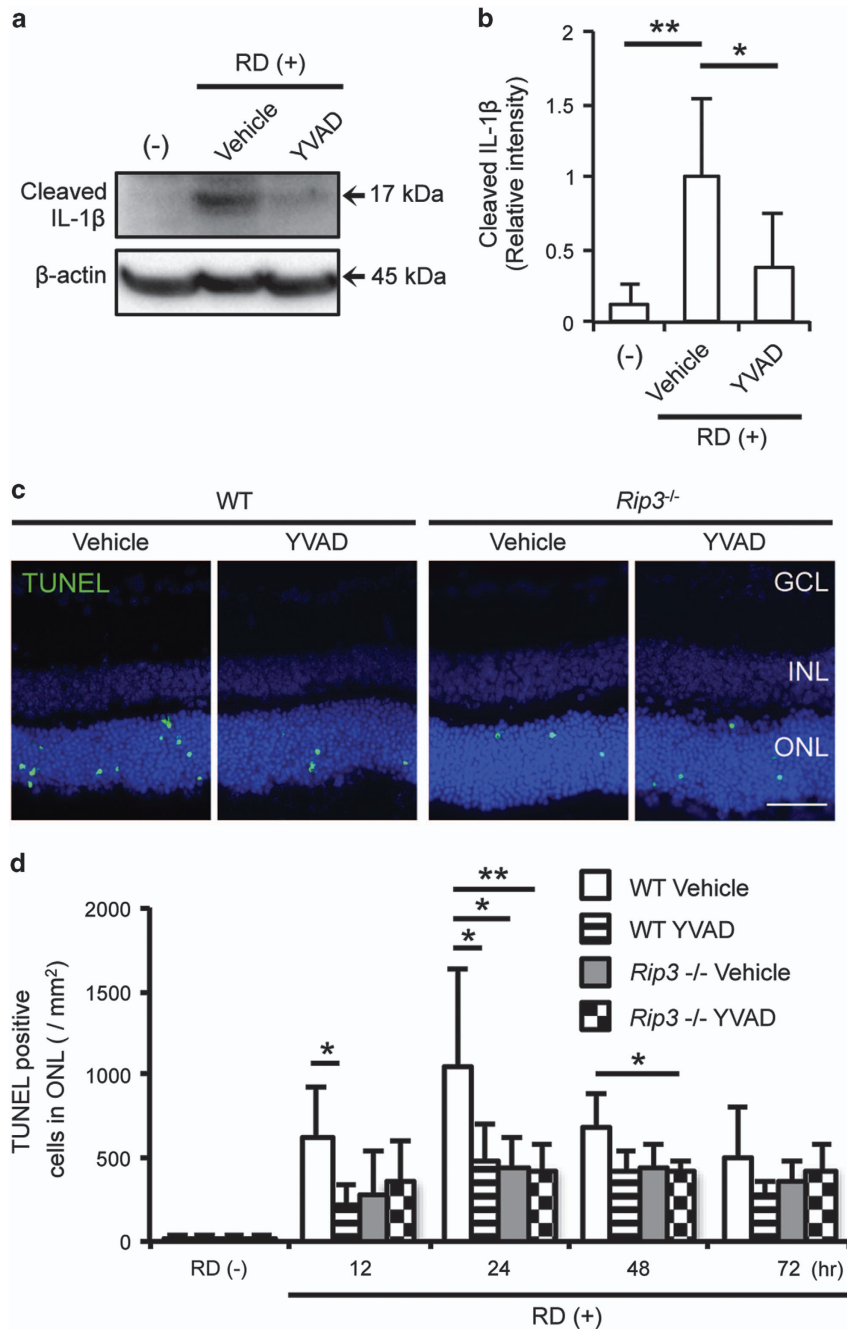 a
RD (+)
(-)
Vehicle
YVAD
Cleaved
IL-1β
17 kDa
β-actin
45 kDa
b
Cleaved IL-1β
(Relative intensity)
2
1.5
1
0.5
0
**
*
(-)
Vehicle
YVAD
RD (+)
c
WT
Rip3-/-
Vehicle
YVAD
Vehicle
YVAD
TUNEL
GCL
INL
ONL
d
TUNEL positive
cells in ONL ( / mm²)
2000
1500
1000
500
0
*
**
*
*
*
WT Vehicle
WT YVAD
Rip3 -/- Vehicle
Rip3 -/- YVAD
RD (-)
12
24
48
72 (hr)
RD (+)